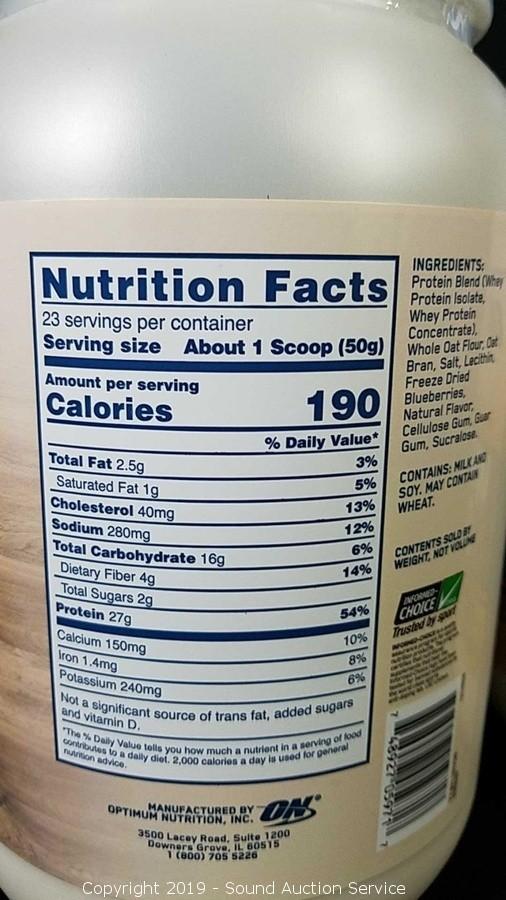 Nutrition Facts
23 servings per container
Serving size About 1 Scoop (50g)
Amount per serving
Calories 190
% Daily Value*
Total Fat 2.5g 3%
Saturated Fat 1g 5%
Cholesterol 40mg 13%
Sodium 280mg 12%
Total Carbohydrate 16g 6%
Dietary Fiber 4g 14%
Total Sugars 2g
Protein 27g 54%
Calcium 150mg 10%
Iron 1.4mg 8%
Potassium 240mg 6%
Not a significant source of trans fat, added sugars
and vitamin D.
*The % Daily Value tells you how much a nutrient in a serving of food
contributes to a daily diet. 2,000 calories a day is used for general
nutrition advice.
MANUFACTURED BY
OPTIMUM NUTRITION, INC.
ON®
3500 Lacey Road, Suite 1200
Downers Grove, IL 60515
1 (800) 705 5226
INGREDIENTS:
Protein Blend (Whey
Protein Isolate,
Whey Protein
Concentrate),
Whole Oat Flour, Oat
Bran, Salt, Lecithin,
Freeze Dried
Blueberries,
Natural Flavor,
Cellulose Gum, Guar
Gum, Sucralose.
CONTAINS: MILK AND
SOY. MAY CONTAIN
WHEAT.
CONTENTS SOLD BY
WEIGHT, NOT VOLUME
INFORMED-
CHOICE
Trusted by sport
Copyright 2019 - Sound Auction Service